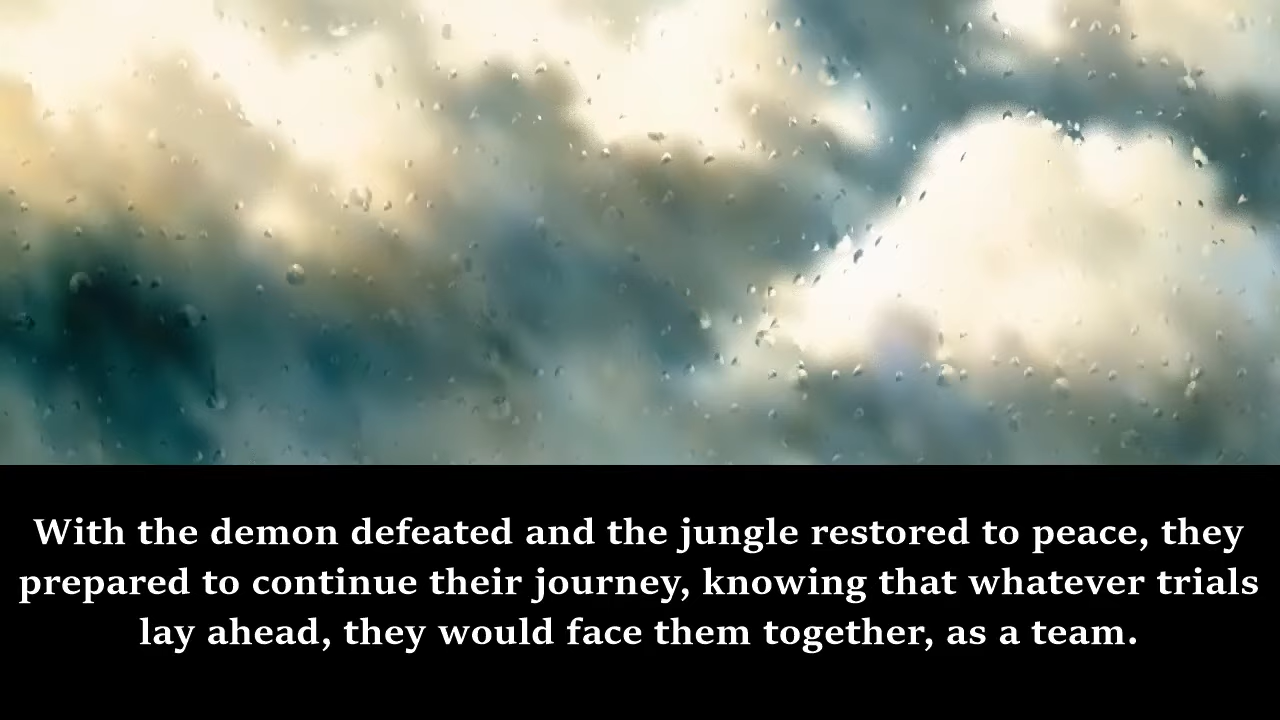 With the demon defeated and the jungle restored to peace, they
prepared to continue their journey, knowing that whatever trials
lay ahead, they would face them together, as a team.